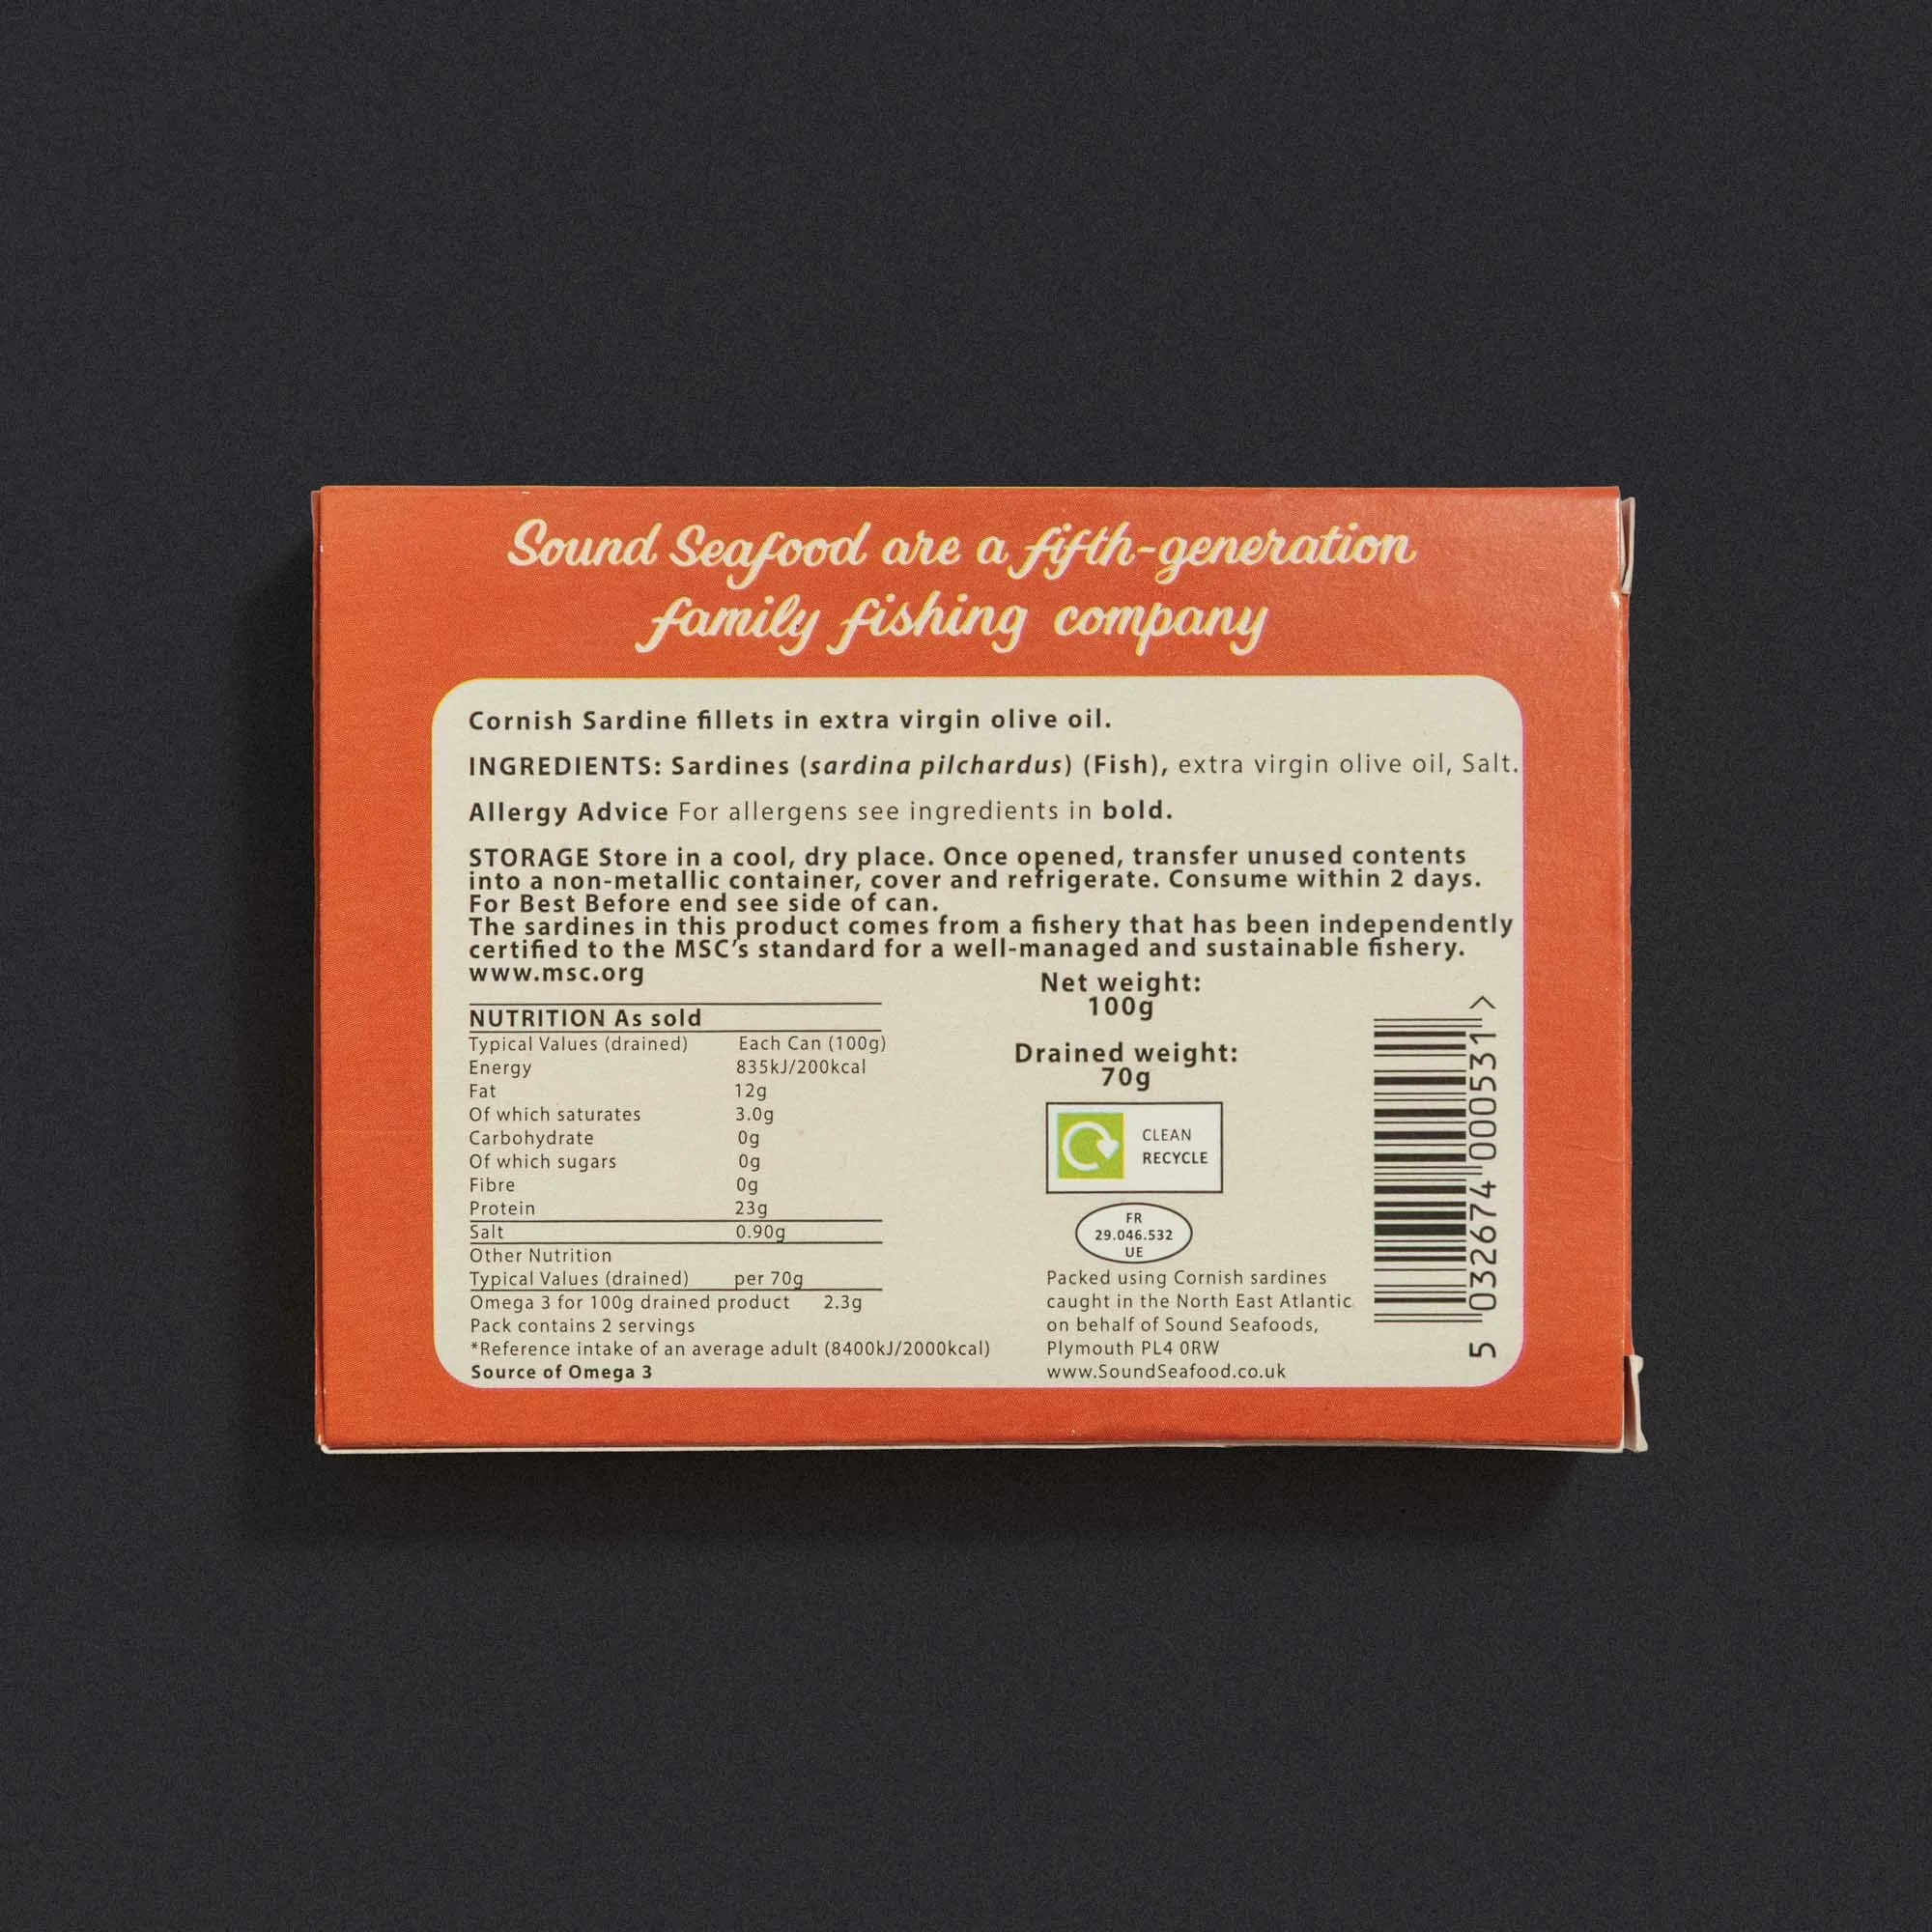 Sound Seafood are a fifth-generation
family fishing company
Cornish Sardine fillets in extra virgin olive oil.
INGREDIENTS: Sardines (sardina pilchardus) (Fish), extra virgin olive oil, Salt.
Allergy Advice For allergens see ingredients in bold.
STORAGE Store in a cool, dry place. Once opened, transfer unused contents
into a non-metallic container, cover and refrigerate. Consume within 2 days.
For Best Before end see side of can.
The sardines in this product comes from a fishery that has been independently
certified to the MSC's standard for a well-managed and sustainable fishery.
www.msc.org
NUTRITION As sold
Typical Values (drained) Each Can (100g)
Energy 835kJ/200kcal
Fat 12g
Of which saturates 3.0g
Carbohydrate 0g
Of which sugars 0g
Fibre 0g
Protein 23g
Salt 0.90g
Other Nutrition
Typical Values (drained) per 70g
Omega 3 for 100g drained product 2.3g
Pack contains 2 servings
*Reference intake of an average adult (8400kJ/2000kcal)
Source of Omega 3
Net weight:
100g
Drained weight:
70g
CLEAN
RECYCLE
FR
29.046.532
UE
Packed using Cornish sardines
caught in the North East Atlantic
on behalf of Sound Seafoods,
Plymouth PL4 0RW
www.SoundSeafood.co.uk
5 032674 000531 >